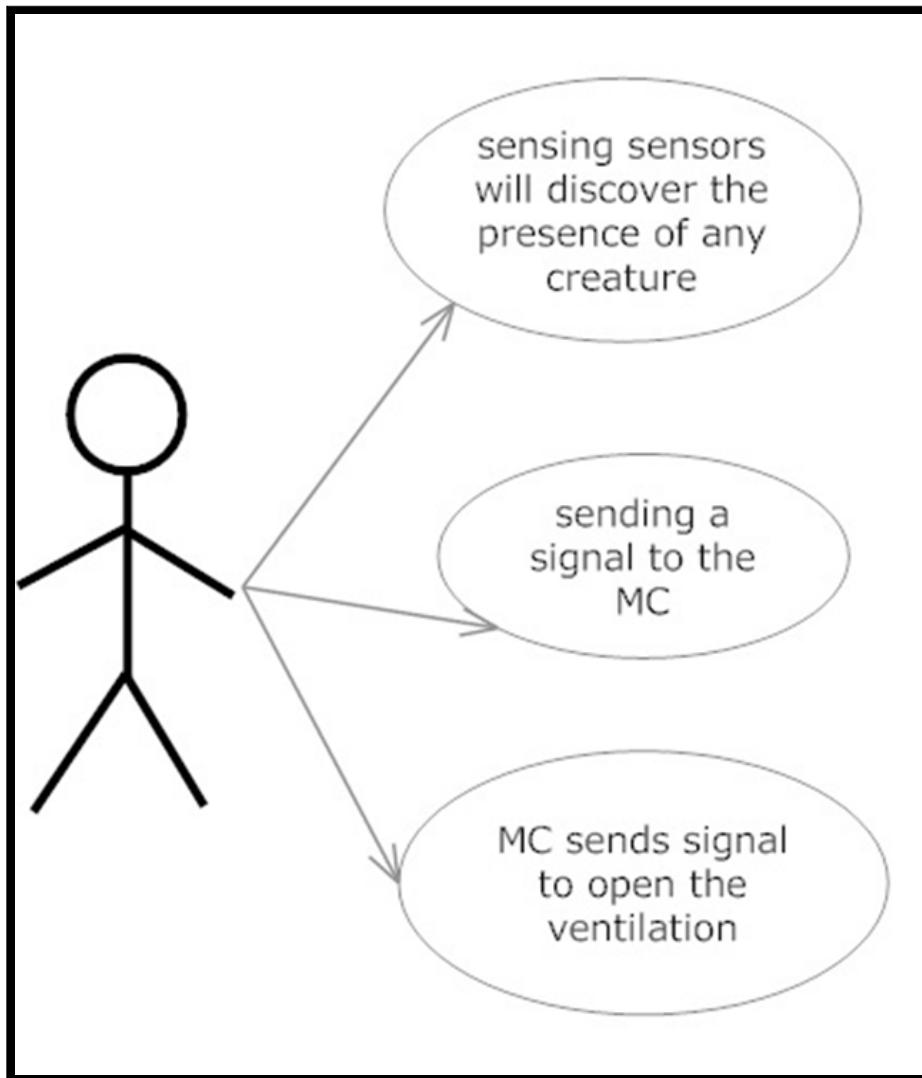 sensing sensors
will discover the
presence of any
creature
sending a
signal to the
MC
MC sends signal
to open the
ventilation